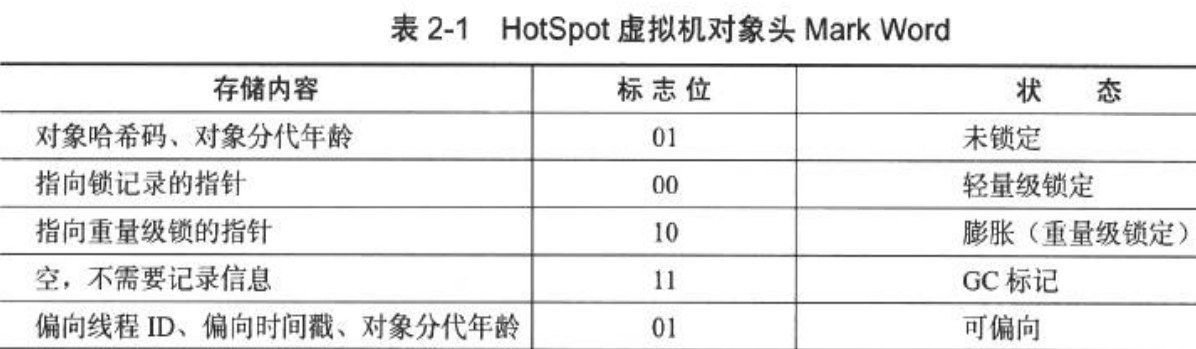 表 2-1 HotSpot 虚拟机对象头 Mark Word
存储内容 标志位 状态
对象哈希码、对象分代年龄 01 未锁定
指向锁记录的指针 00 轻量级锁定
指向重量级锁的指针 10 膨胀（重量级锁定）
空，不需要记录信息 11 GC 标记
偏向线程 ID、偏向时间戳、对象分代年龄 01 可偏向